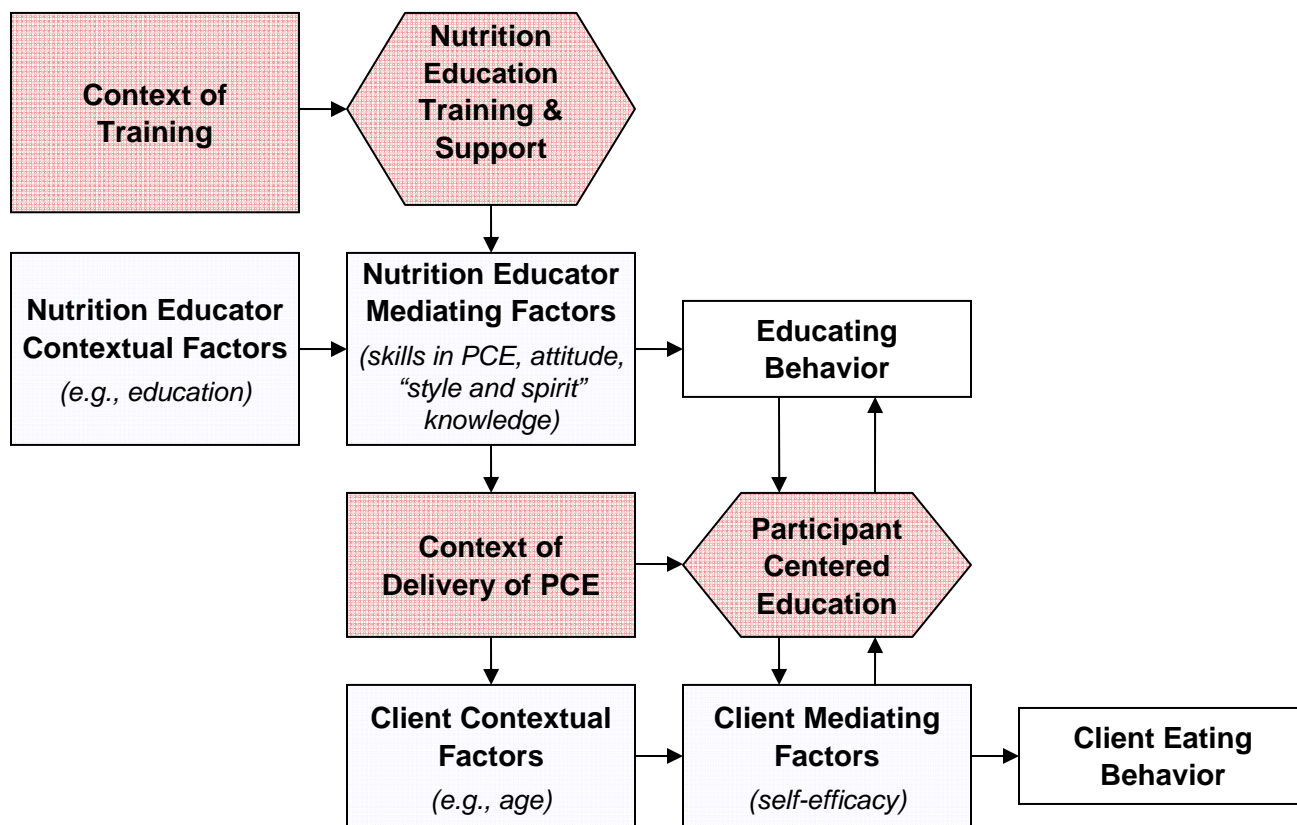 Context of
Training
Nutrition
Education
Training &
Support
Nutrition Educator
Contextual Factors
(e.g., education)
Nutrition Educator
Mediating Factors
(skills in PCE, attitude,
“style and spirit”
knowledge)
Educating
Behavior
Context of
Delivery of PCE
Participant
Centered
Education
Client Contextual
Factors
(e.g., age)
Client Mediating
Factors
(self-efficacy)
Client Eating
Behavior